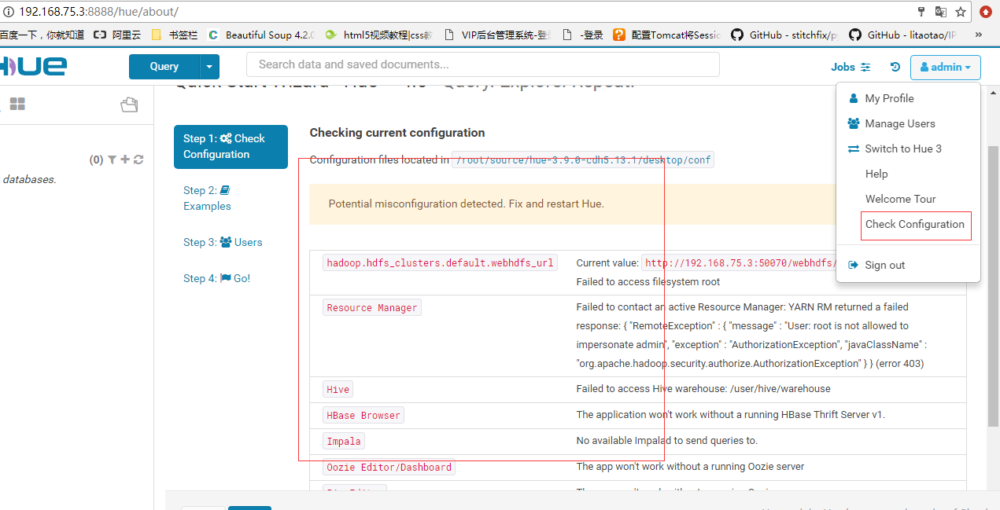 192.168.75.3:8888/hue/about/
百度一下，你就知道 阿里云 书签栏 Beautiful Soup 4.2.0 html5视频教程|css教 VIP后台管理系统-登 -登录 配置Tomcat将Sessio GitHub - stitchfix/py GitHub - litaotao/IP »
HUE
Query
Search data and saved documents...
Jobs
admin
Quick Start Wizard - Hue™ 4.0 - Query. Explore. Repeat.
My Profile
Manage Users
Switch to Hue 3
Help
Welcome Tour
Check Configuration
Sign out
(0)
databases.
Step 1: Check
Configuration
Step 2:
Examples
Step 3: Users
Step 4: Go!
Checking current configuration
Configuration files located in /root/source/hue-3.9.0-cdh5.13.1/desktop/conf
Potential misconfiguration detected. Fix and restart Hue.
hadoop.hdfs_clusters.default.webhdfs_url
Current value: http://192.168.75.3:50070/webhdfs/
Failed to access filesystem root
Resource Manager
Failed to contact an active Resource Manager: YARN RM returned a failed
response: { "RemoteException" : { "message" : "User: root is not allowed to
impersonate admin", "exception" : "AuthorizationException", "javaClassName" :
"org.apache.hadoop.security.authorize.AuthorizationException" } } (error 403)
Hive
Failed to access Hive warehouse: /user/hive/warehouse
HBase Browser
The application won't work without a running HBase Thrift Server v1.
Impala
No available Impalad to send queries to.
Oozie Editor/Dashboard
The app won't work without a running Oozie server